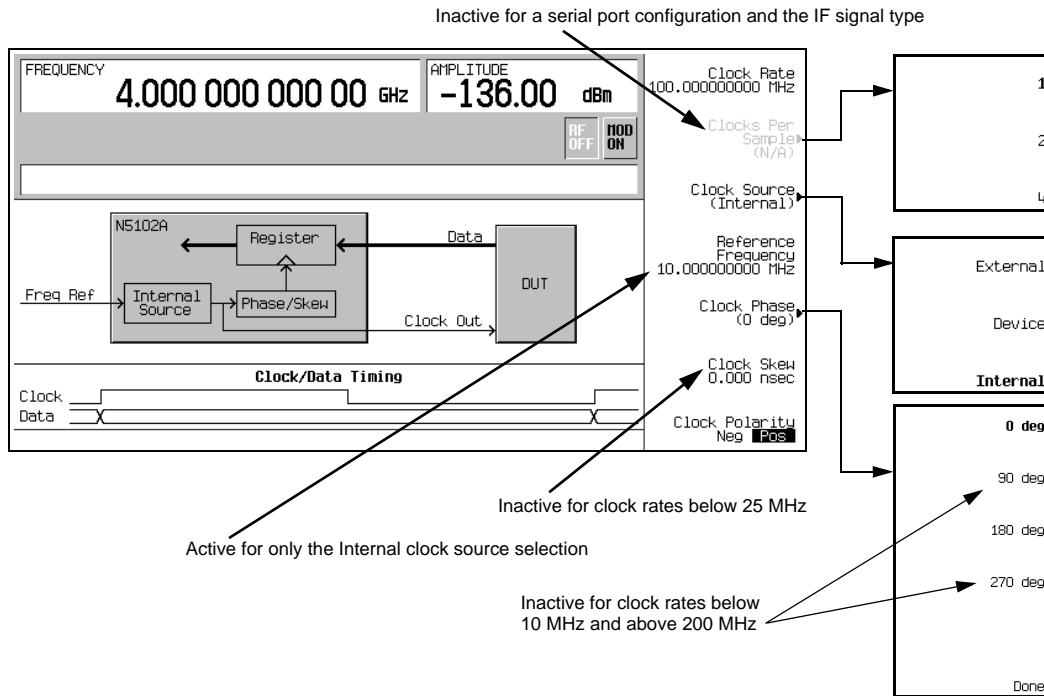 Inactive for a serial port configuration and the IF signal type
FREQUENCY
4.000 000 000 00 GHz
AMPLITUDE
-136.00 dBm
RF
OFF
MOD
ON
N5102A
Register
Data
DUT
Freq Ref
Internal
Source
Phase/Skew
Clock Out
Clock/Data Timing
Clock
Data
Clock Rate
100.000000000 MHz
Clocks Per
Sample
(N/A)
Clock Source
(Internal)
Reference
Frequency
10.000000000 MHz
Clock Phase
(0 deg)
Clock Skew
0.000 nsec
Clock Polarity
Neg Pos
1
2
4
External
Device
Internal
0 deg
90 deg
180 deg
270 deg
Done
Inactive for clock rates below 25 MHz
Active for only the Internal clock source selection
Inactive for clock rates below
10 MHz and above 200 MHz